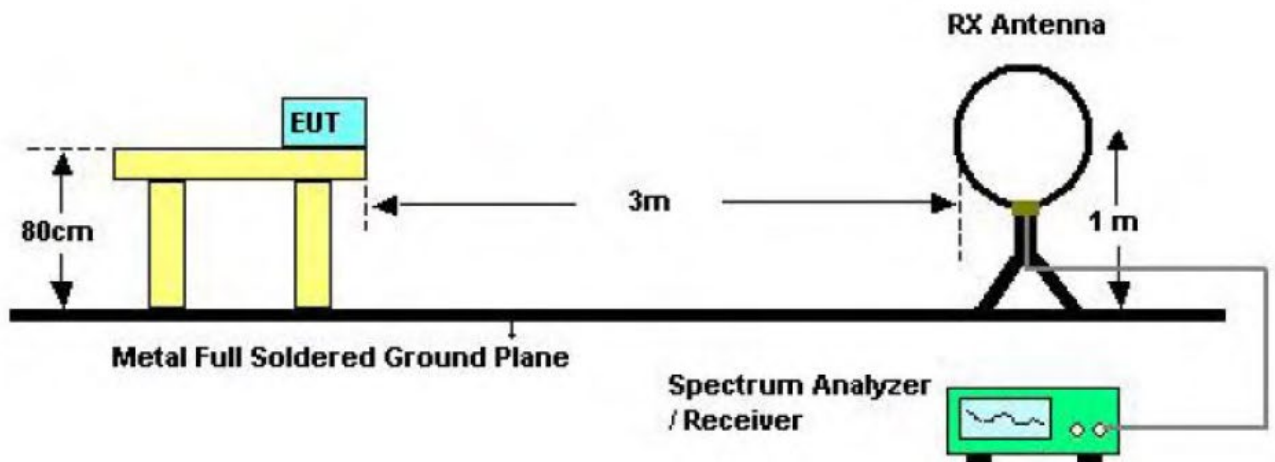 RX Antenna
EUT
3m
80cm
1 m
Metal Full Soldered Ground Plane
Spectrum Analyzer
/ Receiver